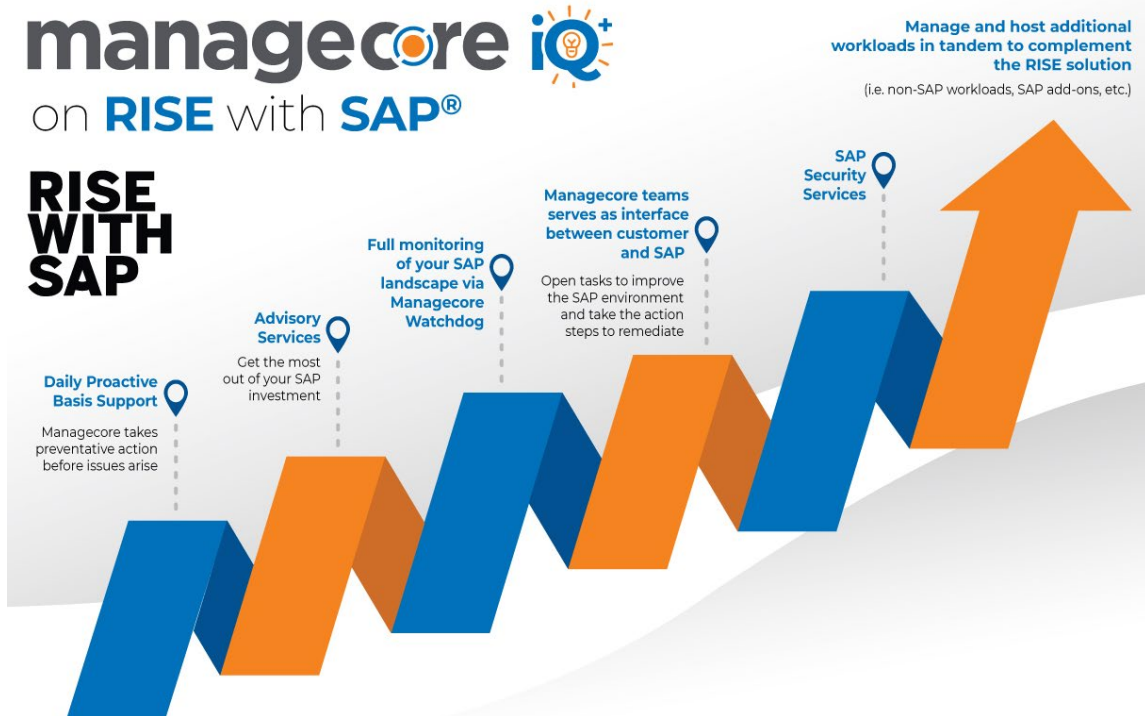 managecore iQ+
on RISE with SAP®
RISE
WITH
SAP
Daily Proactive
Basis Support
Managecore takes
preventative action
before issues arise
Advisory
Services
Get the most
out of your SAP
investment
Full monitoring
of your SAP
landscape via
Managecore
Watchdog
Managecore teams
serves as interface
between customer
and SAP
Open tasks to improve
the SAP environment
and take the action
steps to remediate
SAP
Security
Services
Manage and host additional
workloads in tandem to complement
the RISE solution
(i.e. non-SAP workloads, SAP add-ons, etc.)